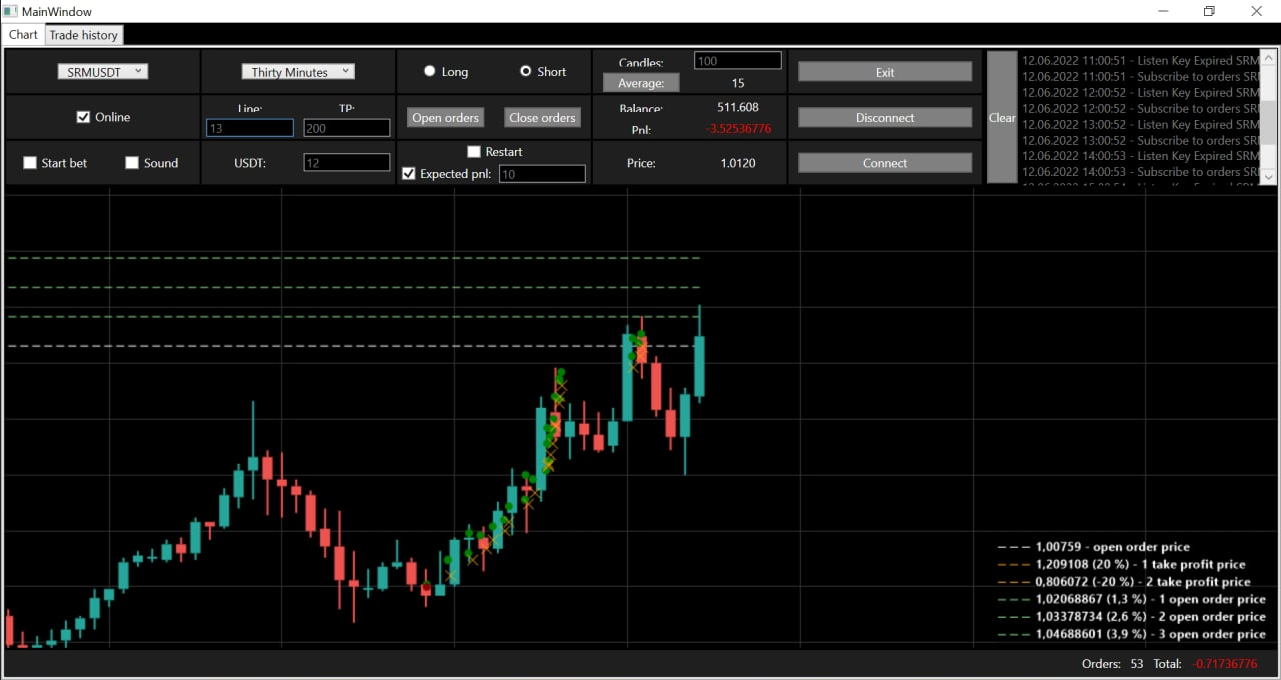 MainWindow
Chart Trade history
SRMUSDT Thirty Minutes Long Short Candles: 100 Exit
Average: 15
Online Line: TP: Open orders Close orders Balance: 511.608 Disconnect Clear
13 200 Pnl: -3.52536776
Start bet Sound USDT: 12 Restart Price: 1.0120 Connect
Expected pnl: 10
12.06.2022 11:00:51 - Listen Key Expired SRM
12.06.2022 11:00:51 - Subscribe to orders SR
12.06.2022 12:00:52 - Listen Key Expired SRM
12.06.2022 12:00:52 - Subscribe to orders SR
12.06.2022 13:00:52 - Listen Key Expired SRM
12.06.2022 13:00:52 - Subscribe to orders SR
12.06.2022 14:00:53 - Listen Key Expired SRM
12.06.2022 14:00:53 - Subscribe to orders SR
1,00759 - open order price
1,209108 (20 %) - 1 take profit price
0,806072 (-20 %) - 2 take profit price
1,02068867 (1,3 %) - 1 open order price
1,03378734 (2,6 %) - 2 open order price
1,04688601 (3,9 %) - 3 open order price
Orders: 53 Total: -0.71736776